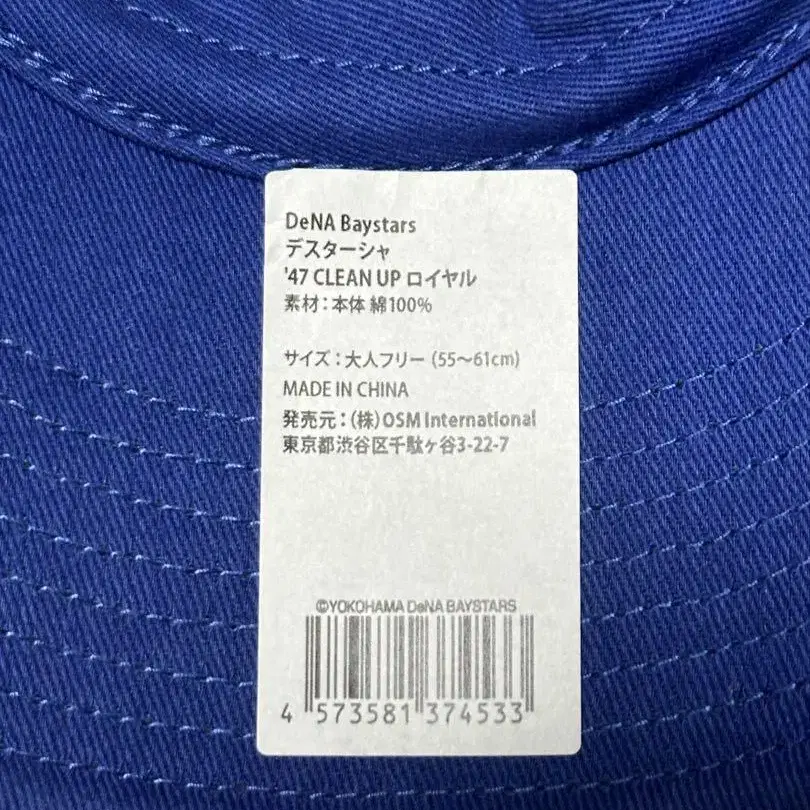 DeNA Baystars
デスターシャ
'47 CLEAN UP ロイヤル
素材：本体 綿100%
サイズ：大人フリー（55～61cm）
MADE IN CHINA
発売元：（株）OSM International
東京都渋谷区千駄ヶ谷3-22-7
©YOKOHAMA DeNA BAYSTARS
4 573581 374533